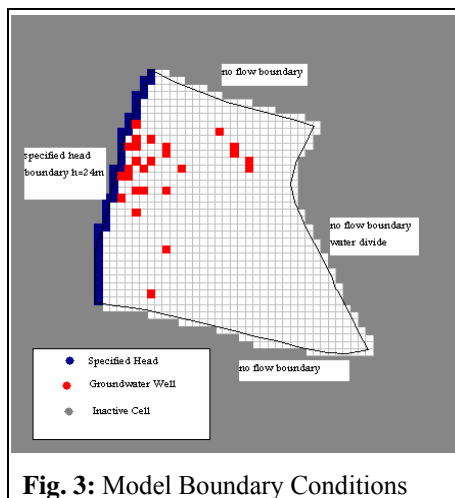 no flow boundary
specified head
boundary h=24m
no flow boundary
water divide
no flow boundary
Specified Head
Groundwater Well
Inactive Cell
Fig. 3: Model Boundary Conditions